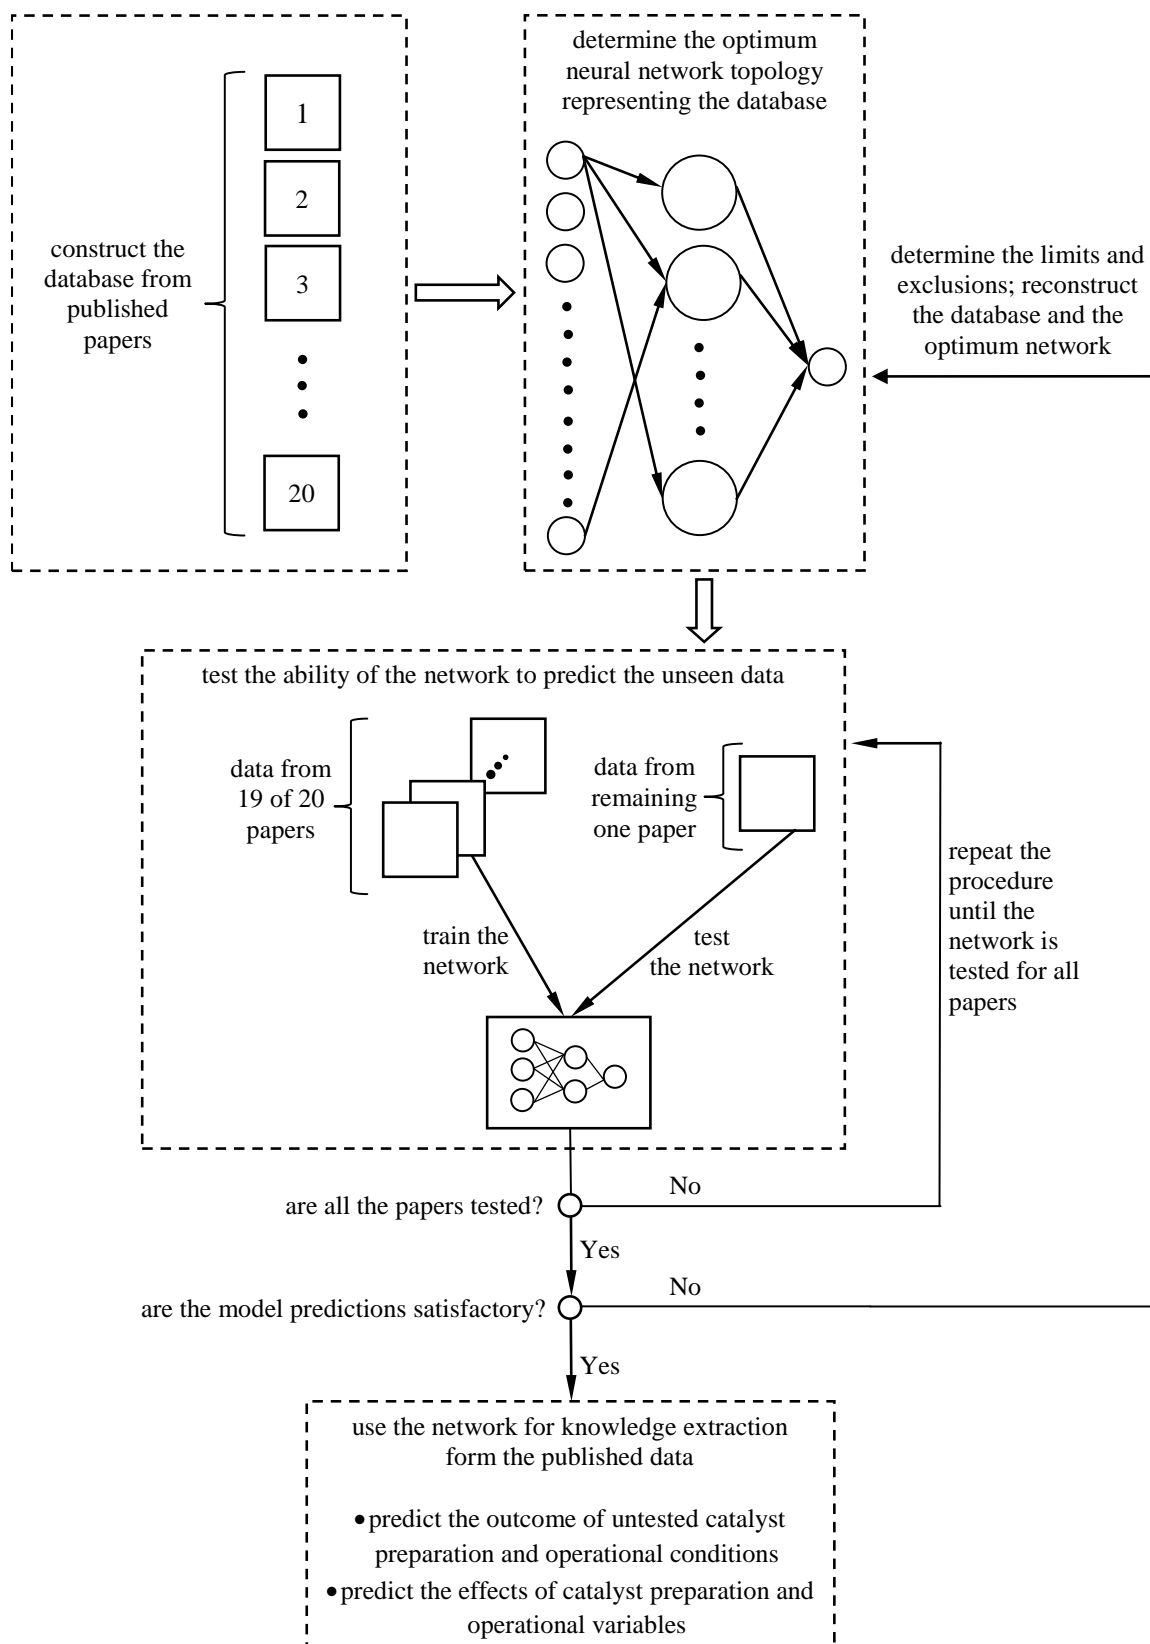 construct the
database from
published
papers
1
2
3
20
determine the optimum
neural network topology
representing the database
determine the limits and
exclusions; reconstruct
the database and the
optimum network
test the ability of the network to predict the unseen data
data from
19 of 20
papers
data from
remaining
one paper
train the
network
test
the network
repeat the
procedure
until the
network is
tested for all
papers
are all the papers tested?
No
Yes
are the model predictions satisfactory?
No
Yes
use the network for knowledge extraction
form the published data
• predict the outcome of untested catalyst
preparation and operational conditions
• predict the effects of catalyst preparation and
operational variables